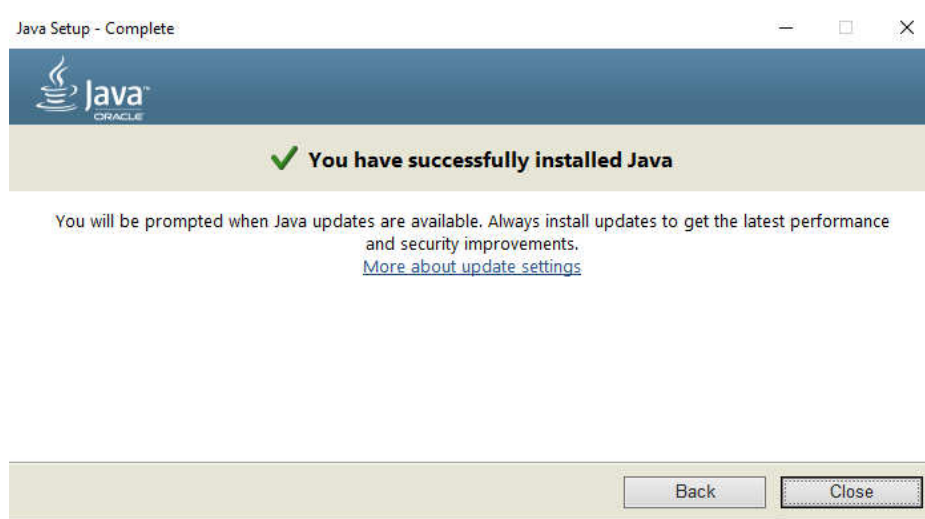 Java Setup - Complete
Java™
ORACLE
You have successfully installed Java
You will be prompted when Java updates are available. Always install updates to get the latest performance
and security improvements.
More about update settings
Back
Close